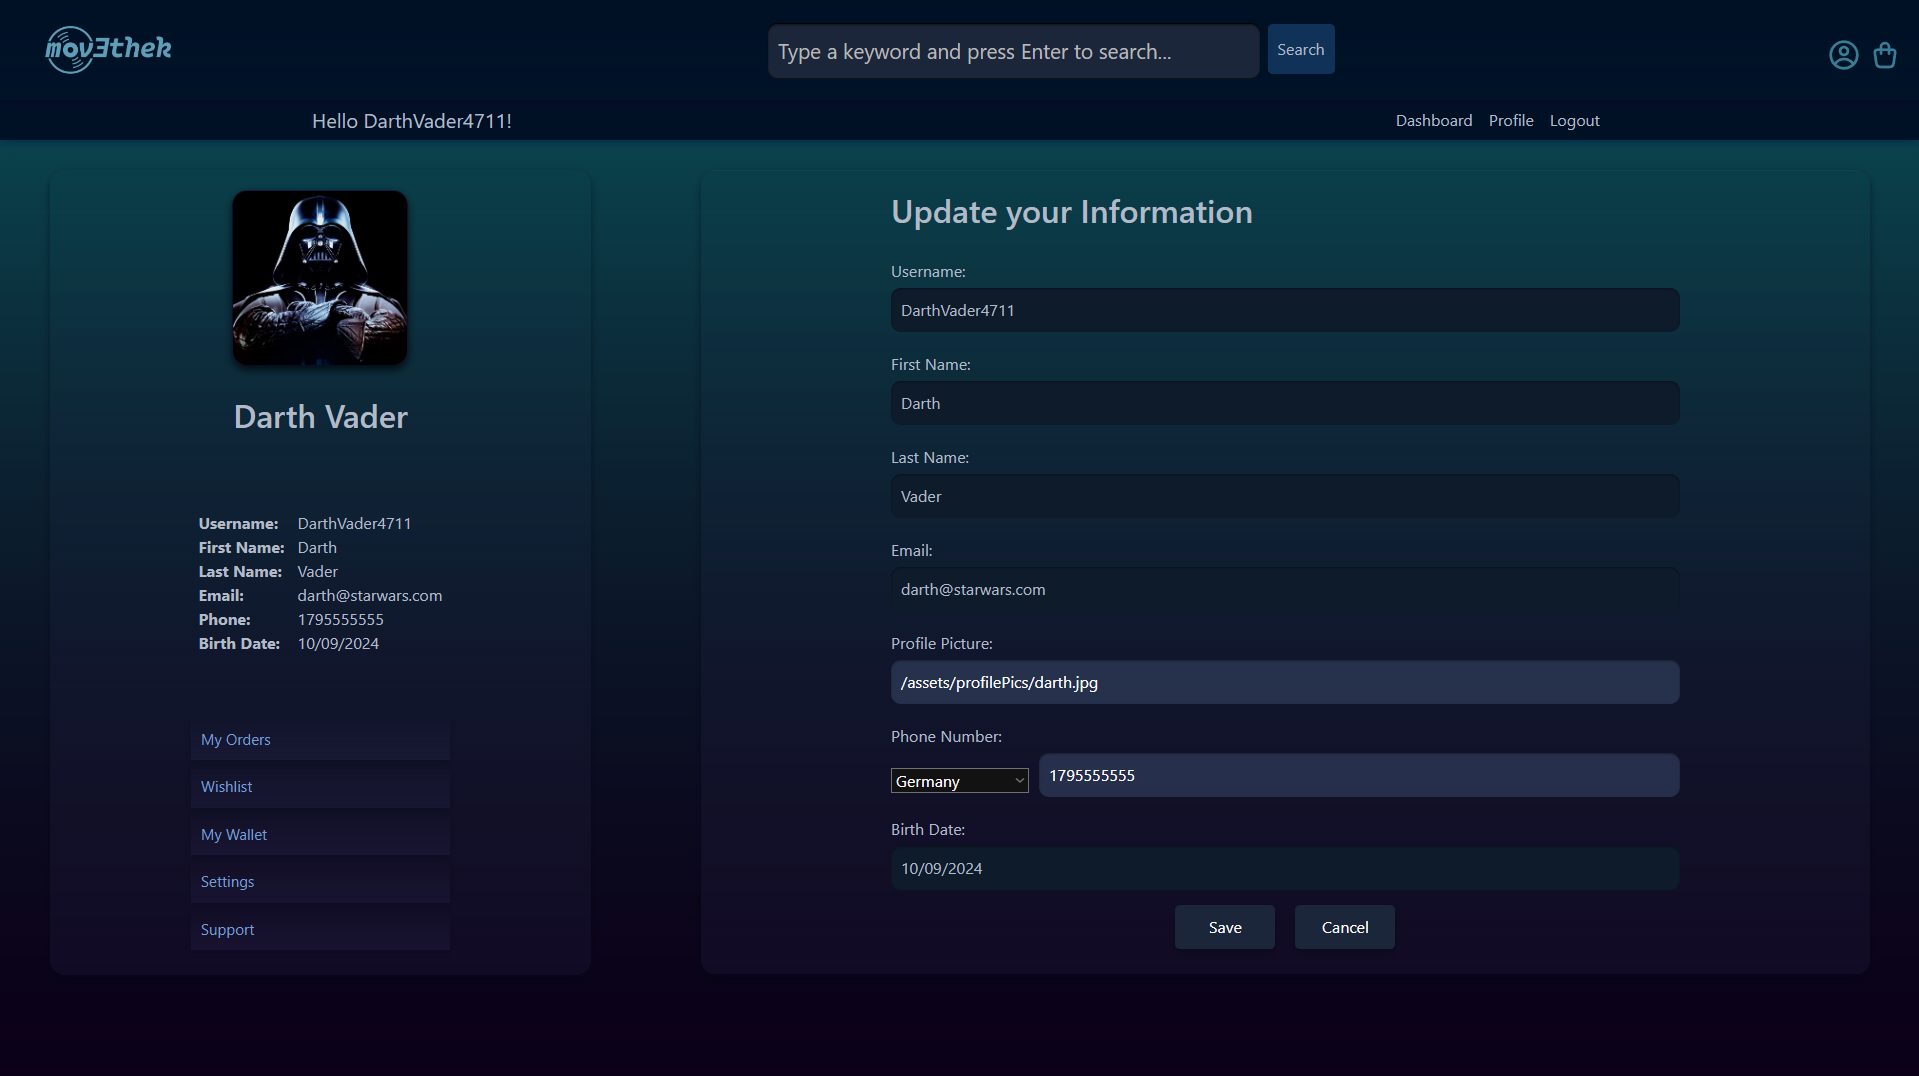 movƎthek
Type a keyword and press Enter to search...
Search
Hello DarthVader4711!
Dashboard Profile Logout
Darth Vader
Username: DarthVader4711
First Name: Darth
Last Name: Vader
Email: darth@starwars.com
Phone: 1795555555
Birth Date: 10/09/2024
My Orders
Wishlist
My Wallet
Settings
Support
Update your Information
Username:
DarthVader4711
First Name:
Darth
Last Name:
Vader
Email:
darth@starwars.com
Profile Picture:
/assets/profilePics/darth.jpg
Phone Number:
Germany 1795555555
Birth Date:
10/09/2024
Save Cancel